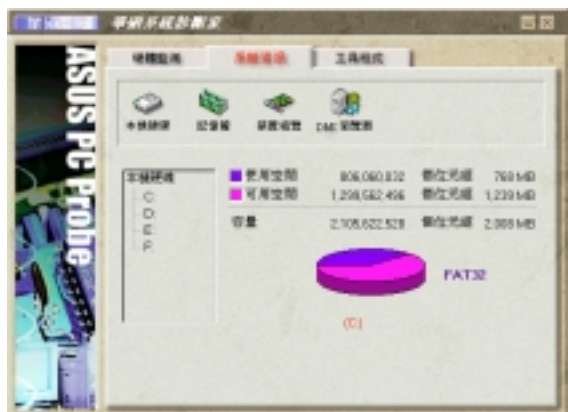 華碩系統診斷家
ASUS PC Probe
硬體監視 系統資訊 工具程式
本機硬碟 記憶體 裝置總覽 DMI 瀏覽器
本機硬碟
C:
D:
E:
F:
使用空間 806,060,032 個位元組 768 MB
可用空間 1,299,562,496 個位元組 1,239 MB
容量 2,105,622,528 個位元組 2,008 MB
FAT32
(C:)